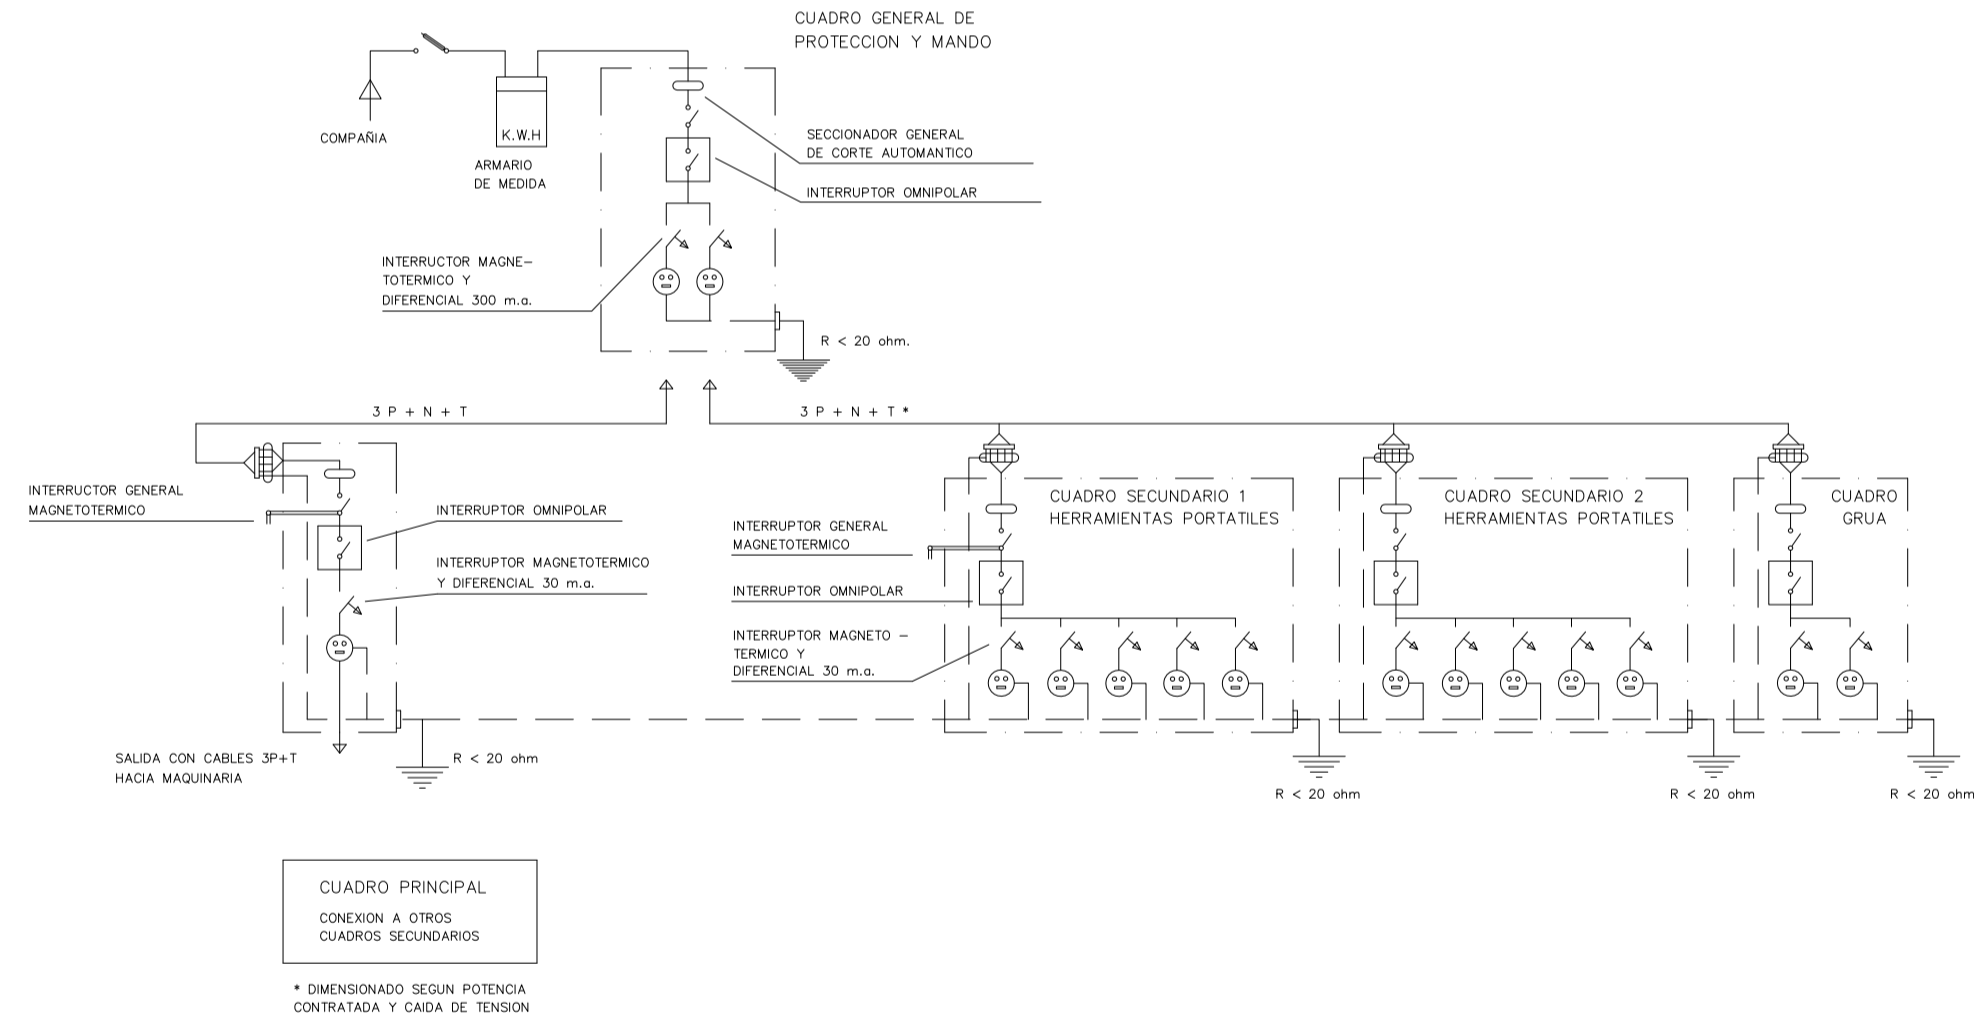 CUADRO GENERAL DE
PROTECCION Y MANDO
COMPAÑIA
K.W.H
ARMARIO
DE MEDIDA
SECCIONADOR GENERAL
DE CORTE AUTOMANTICO
INTERRUPTOR OMNIPOLAR
INTERRUCTOR MAGNE-
TOTERMICO Y
DIFERENCIAL 300 m.a.
R < 20 ohm.
3 P + N + T
3 P + N + T *
INTERRUCTOR GENERAL
MAGNETOTERMICO
INTERRUPTOR OMNIPOLAR
INTERRUPTOR MAGNETOTERMICO
Y DIFERENCIAL 30 m.a.
SALIDA CON CABLES 3P+T
HACIA MAQUINARIA
R < 20 ohm
INTERRUPTOR GENERAL
MAGNETOTERMICO
INTERRUPTOR OMNIPOLAR
INTERRUPTOR MAGNETO -
TERMICO Y
DIFERENCIAL 30 m.a.
CUADRO SECUNDARIO 1
HERRAMIENTAS PORTATILES
R < 20 ohm
CUADRO SECUNDARIO 2
HERRAMIENTAS PORTATILES
R < 20 ohm
CUADRO
GRUA
R < 20 ohm
CUADRO PRINCIPAL
CONEXION A OTROS
CUADROS SECUNDARIOS
* DIMENSIONADO SEGUN POTENCIA
CONTRATADA Y CAIDA DE TENSION